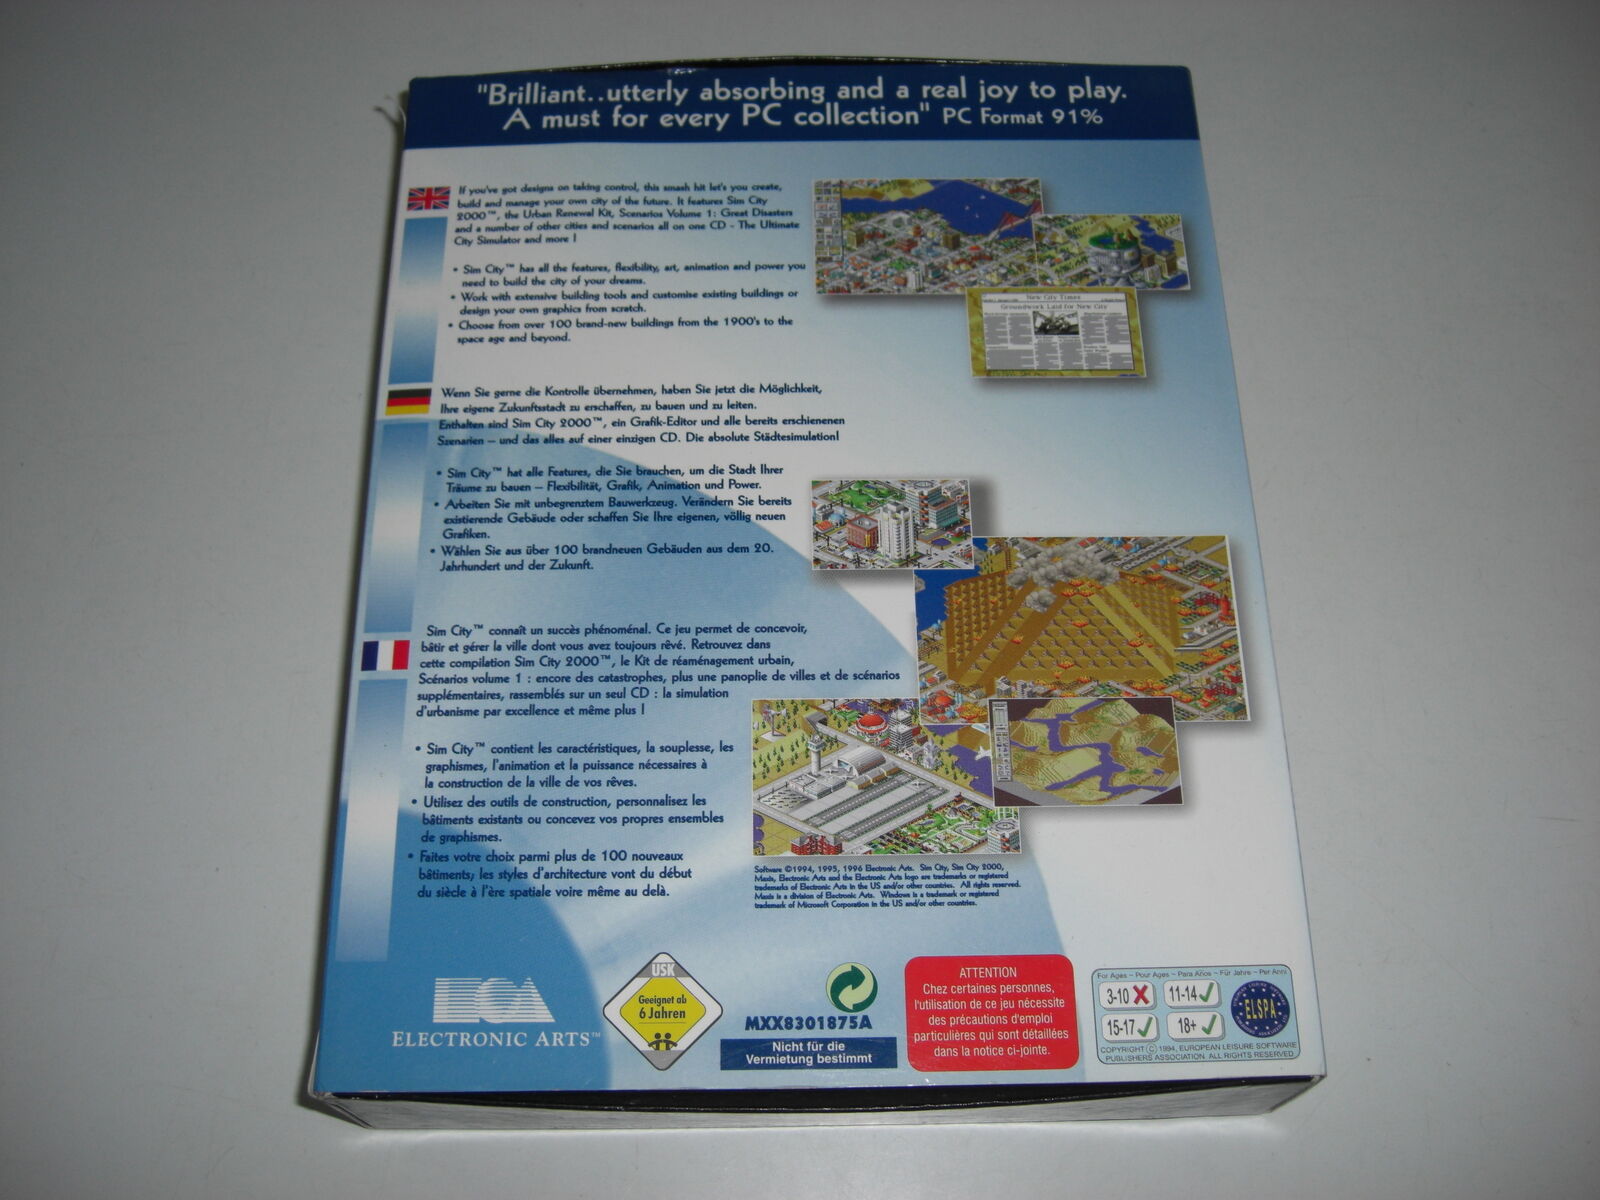 "Brilliant..utterly absorbing and a real joy to play.
A must for every PC collection" PC Format 91%
If you've got designs on taking control, this smash hit let's you create,
build and manage your own city of the future. It features Sim City
2000™, the Urban Renewal Kit, Scenarios Volume 1: Great Disasters
and a number of other cities and scenarios all on one CD - The Ultimate
City Simulator and more !
• Sim City™ has all the features, flexibility, art, animation and power you
need to build the city of your dreams.
• Work with extensive building tools and customise existing buildings or
design your own graphics from scratch.
• Choose from over 100 brand-new buildings from the 1900's to the
space age and beyond.
New City Times
Groundwork Laid for New City
Wenn Sie gerne die Kontrolle übernehmen, haben Sie jetzt die Möglichkeit,
Ihre eigene Zukunftsstadt zu erschaffen, zu bauen und zu leiten.
Enthalten sind Sim City 2000™, ein Grafik-Editor und alle bereits erschienenen
Szenarien – und das alles auf einer einzigen CD. Die absolute Städtesimulation!
• Sim City™ hat alle Features, die Sie brauchen, um die Stadt Ihrer
Träume zu bauen – Flexibilität, Grafik, Animation und Power.
• Arbeiten Sie mit unbegrenztem Bauwerkzeug. Verändern Sie bereits
existierende Gebäude oder schaffen Sie Ihre eigenen, völlig neuen
Grafiken.
• Wählen Sie aus über 100 brandneuen Gebäuden aus dem 20.
Jahrhundert und der Zukunft.
Sim City™ connaît un succès phénoménal. Ce jeu permet de concevoir,
bâtir et gérer la ville dont vous avez toujours rêvé. Retrouvez dans
cette compilation Sim City 2000™, le Kit de réaménagement urbain,
Scénarios volume 1 : encore des catastrophes, plus une panoplie de villes et de scénarios
supplémentaires, rassemblés sur un seul CD : la simulation
d'urbanisme par excellence et même plus !
• Sim City™ contient les caractéristiques, la souplesse, les
graphismes, l'animation et la puissance nécessaires à
la construction de la ville de vos rêves.
• Utilisez des outils de construction, personnalisez les
bâtiments existants ou concevez vos propres ensembles
de graphismes.
• Faites votre choix parmi plus de 100 nouveaux
bâtiments; les styles d'architecture vont du début
du siècle à l'ère spatiale voire même au delà.
Software ©1994, 1995, 1996 Electronic Arts. Sim City, Sim City 2000,
Maxis, Electronic Arts and the Electronic Arts logo are trademarks or registered
trademarks of Electronic Arts in the US and/or other countries. All rights reserved.
Maxis is a division of Electronic Arts. Windows is a trademark or registered
trademark of Microsoft Corporation in the US and/or other countries.
EA
ELECTRONIC ARTS™
USK
Geeignet ab
6 Jahren
MXX8301875A
Nicht für die
Vermietung bestimmt
ATTENTION
Chez certaines personnes,
l'utilisation de ce jeu nécessite
des précautions d'emploi
particulières qui sont détaillées
dans la notice ci-jointe.
For Ages ~ Pour Ages ~ Para Años ~ Für Jahre ~ Per Anni
3-10 11-14
15-17 18+
ELSPA
COPYRIGHT © 1994, EUROPEAN LEISURE SOFTWARE
PUBLISHERS ASSOCIATION. ALL RIGHTS RESERVED